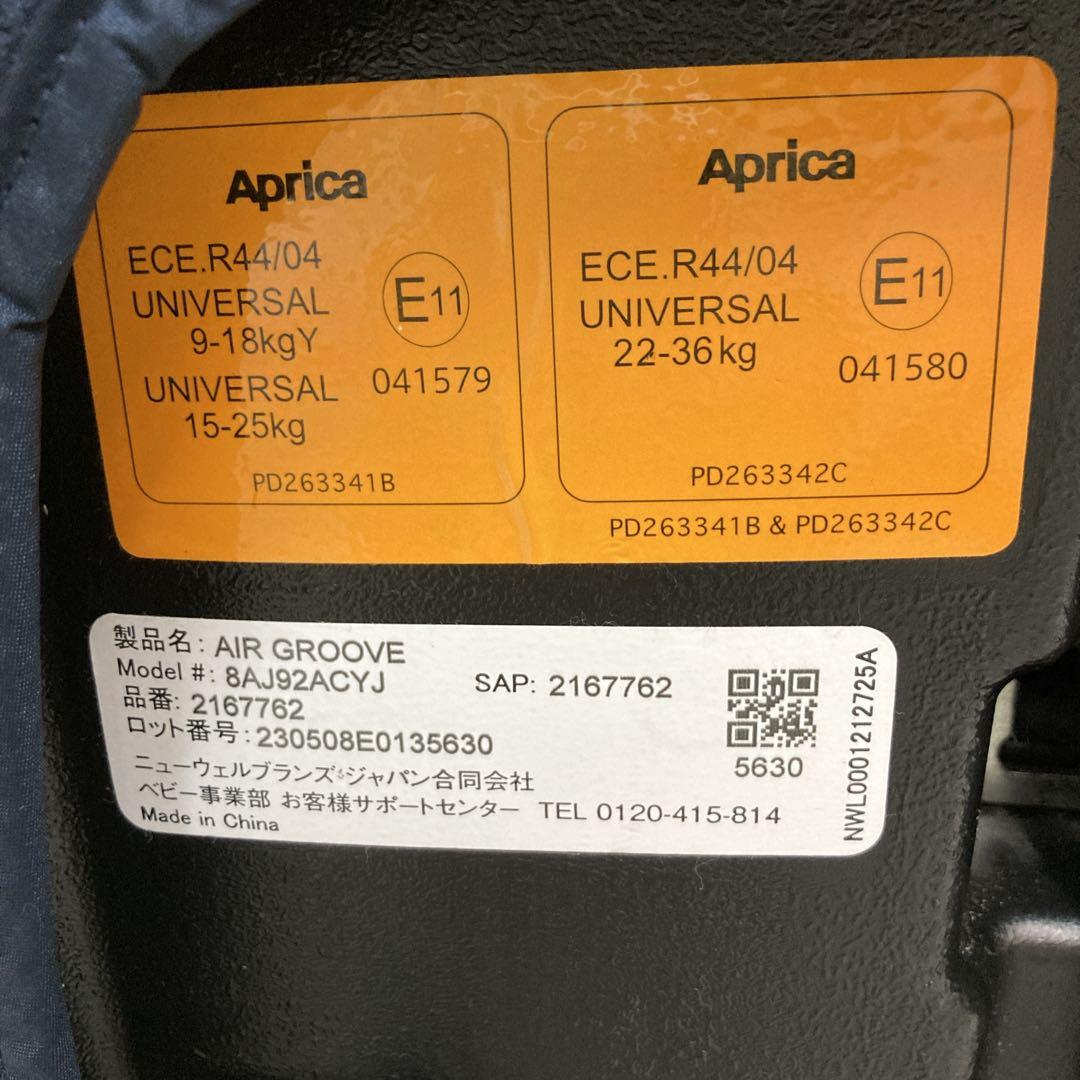 Aprica
ECE.R44/04
UNIVERSAL
9-18kgY
UNIVERSAL
15-25kg
E11
041579
PD263341B
Aprica
ECE.R44/04
UNIVERSAL
22-36kg
E11
041580
PD263342C
PD263341B & PD263342C
製品名: AIR GROOVE
Model #: 8AJ92ACYJ
SAP: 2167762
品番: 2167762
ロット番号:230508E0135630
ニューウェルブランズ・ジャパン合同会社
ベビー事業部 お客様サポートセンター TEL 0120-415-814
Made in China
5630
NWL0001212725A